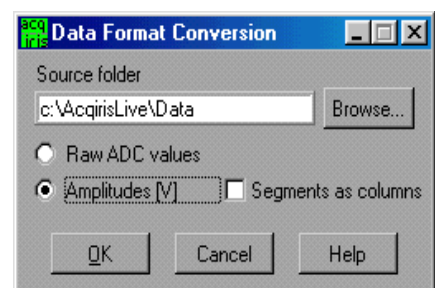 acq
iris
Data Format Conversion
Source folder
c:\AcqirisLive\Data
Browse...
Raw ADC values
Amplitudes [V]
Segments as columns
OK
Cancel
Help